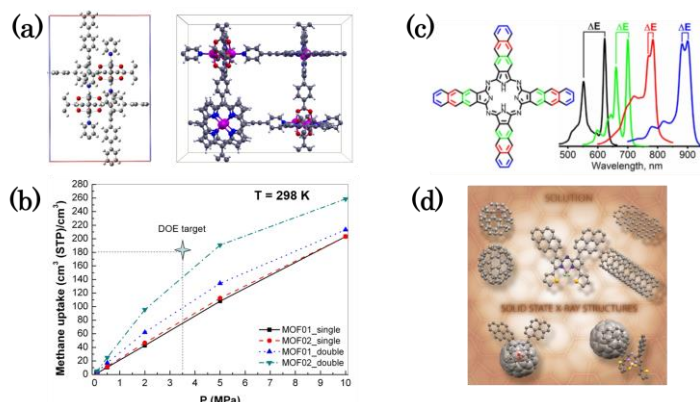 (a)
(b)
T = 298 K
DOE target
Methane uptake (cm³ (STP)/cm³)
280
260
240
220
200
180
160
140
120
100
80
60
40
20
0
MOF01_single
MOF02_single
MOF01_double
MOF02_double
0 1 2 3 4 5 6 7 8 9 10
P (MPa)
(c)
ΔE ΔE ΔE ΔE
500 600 700 800 900
Wavelength, nm
(d)
SOLUTION
SOLID STATE X-RAY STRUCTURES